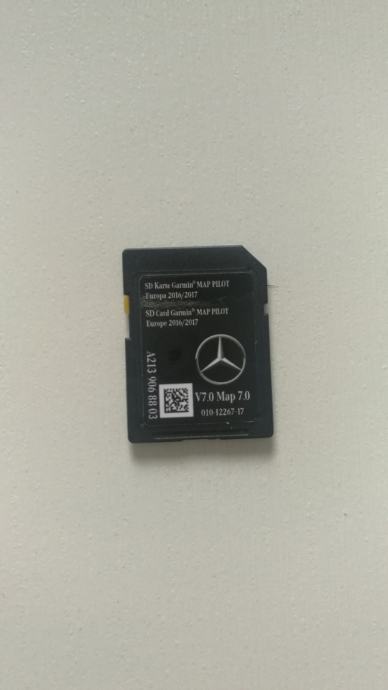 SD Karte Garmin® MAP PILOT
Europa 2016/2017
SD Card Garmin® MAP PILOT
Europe 2016/2017
A213 906 88 03
V7.0 Map 7.0
010-12267-17